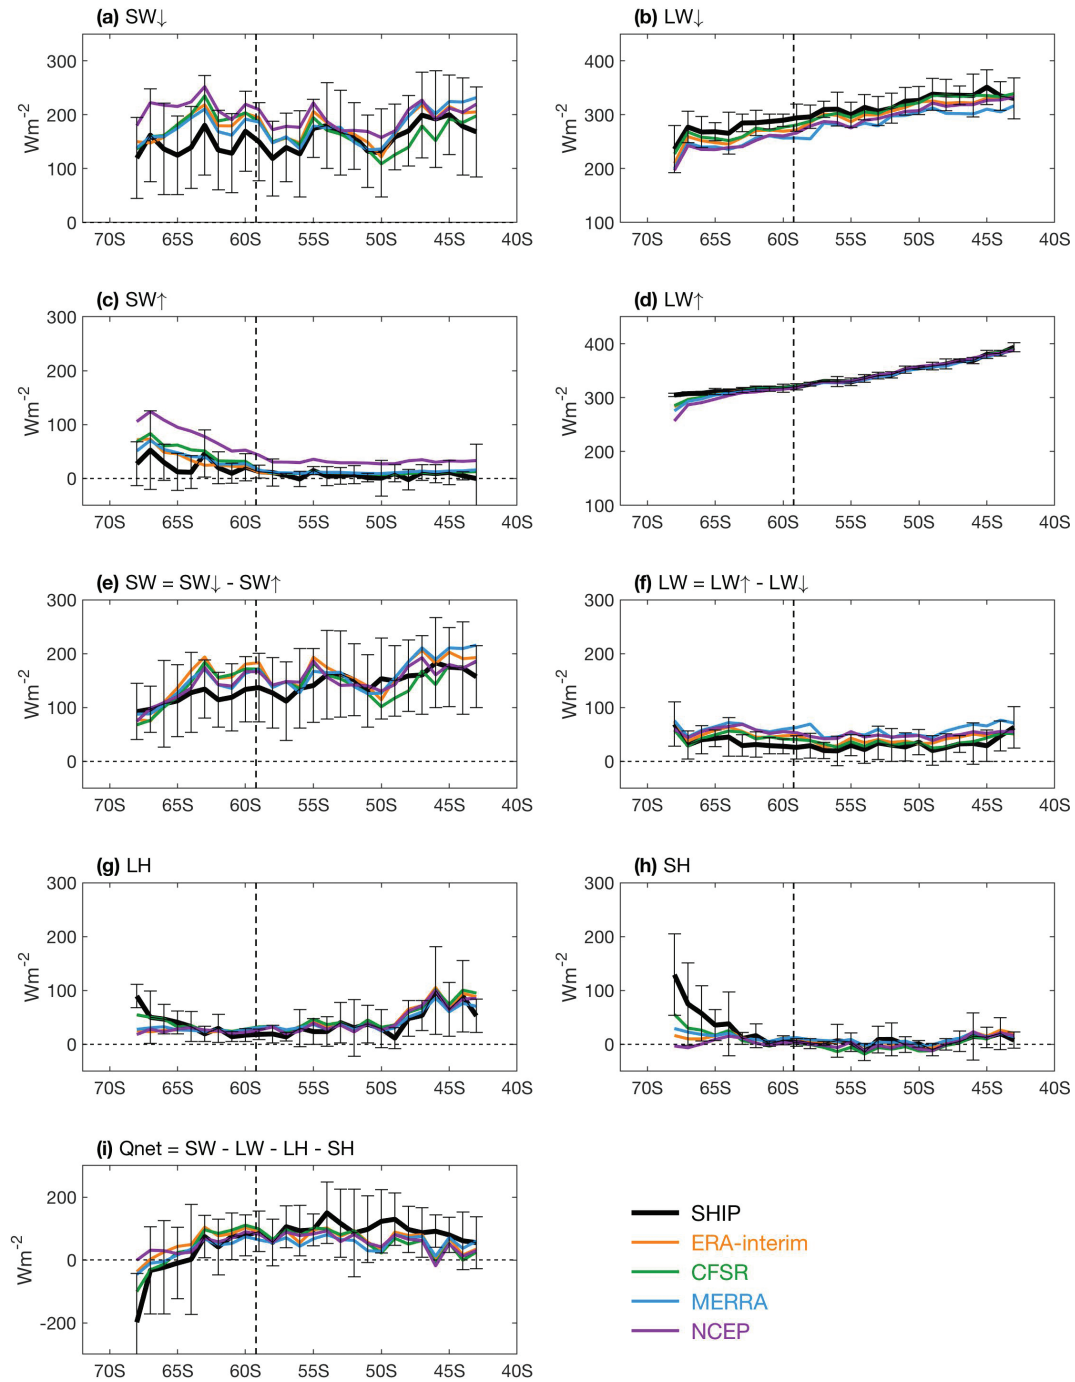 (a) SW↓
(b) LW↓
300
200
100
0
Wm-2
70S 65S 60S 55S 50S 45S 40S
400
300
200
100
Wm-2
70S 65S 60S 55S 50S 45S 40S
(c) SW↑
(d) LW↑
300
200
100
0
Wm-2
70S 65S 60S 55S 50S 45S 40S
400
300
200
100
Wm-2
70S 65S 60S 55S 50S 45S 40S
(e) SW = SW↓ - SW↑
(f) LW = LW↑ - LW↓
300
200
100
0
Wm-2
70S 65S 60S 55S 50S 45S 40S
300
200
100
0
Wm-2
70S 65S 60S 55S 50S 45S 40S
(g) LH
(h) SH
300
200
100
0
Wm-2
70S 65S 60S 55S 50S 45S 40S
300
200
100
0
Wm-2
70S 65S 60S 55S 50S 45S 40S
(i) Qnet = SW - LW - LH - SH
200
0
-200
Wm-2
70S 65S 60S 55S 50S 45S 40S
SHIP
ERA-interim
CFSR
MERRA
NCEP